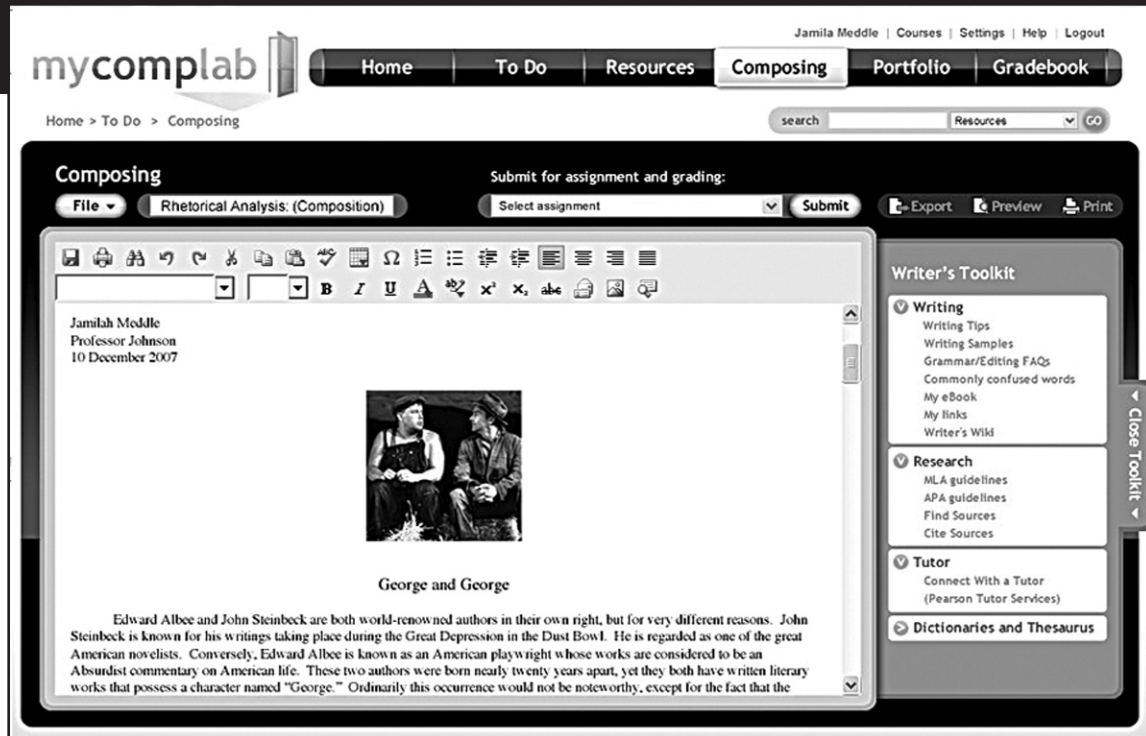 Jamila Meddle | Courses | Settings | Help | Logout
mycomplab
Home To Do Resources Composing Portfolio Gradebook
Home > To Do > Composing
search Resources GO
Composing
Submit for assignment and grading:
File Rhetorical Analysis: (Composition) Select assignment Submit Export Preview Print
ABC Ω
B I U A x² x₂ abc
Jamilah Meddle
Professor Johnson
10 December 2007
George and George
Edward Albee and John Steinbeck are both world-renowned authors in their own right, but for very different reasons. John
Steinbeck is known for his writings taking place during the Great Depression in the Dust Bowl. He is regarded as one of the great
American novelists. Conversely, Edward Albee is known as an American playwright whose works are considered to be an
Absurdist commentary on American life. These two authors were born nearly twenty years apart, yet they both have written literary
works that possess a character named “George.” Ordinarily this occurrence would not be noteworthy, except for the fact that the
Writer's Toolkit
Writing
Writing Tips
Writing Samples
Grammar/Editing FAQs
Commonly confused words
My eBook
My links
Writer's Wiki
Research
MLA guidelines
APA guidelines
Find Sources
Cite Sources
Tutor
Connect With a Tutor
(Pearson Tutor Services)
Dictionaries and Thesaurus
Close Toolkit